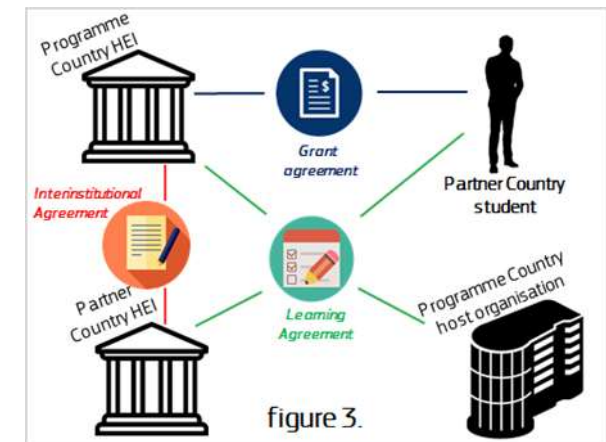 Programme
Country HEI
Grant
agreement
Partner Country
student
Interinstitutional
Agreement
Partner
Country HEI
Learning
Agreement
Programme Country
host organisation
figure 3.